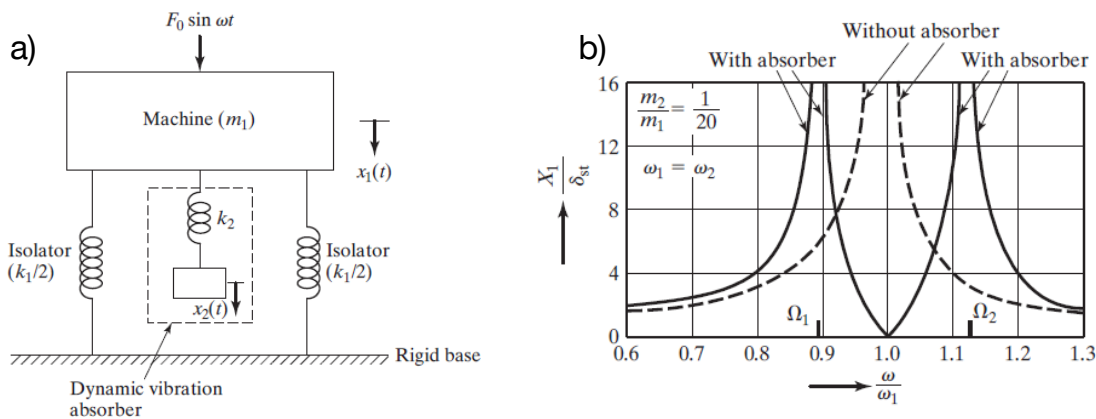 a)
F₀ sin ωt
Machine (m₁)
x₁(t)
k₂
Isolator
(k₁/2)
Isolator
(k₁/2)
x₂(t)
Rigid base
Dynamic vibration
absorber
b)
Without absorber
With absorber
With absorber
16
12
8
4
0
X₁/δst
m₂/m₁ = 1/20
ω₁ = ω₂
Ω₁
Ω₂
0.6 0.7 0.8 0.9 1.0 1.1 1.2 1.3
ω/ω₁